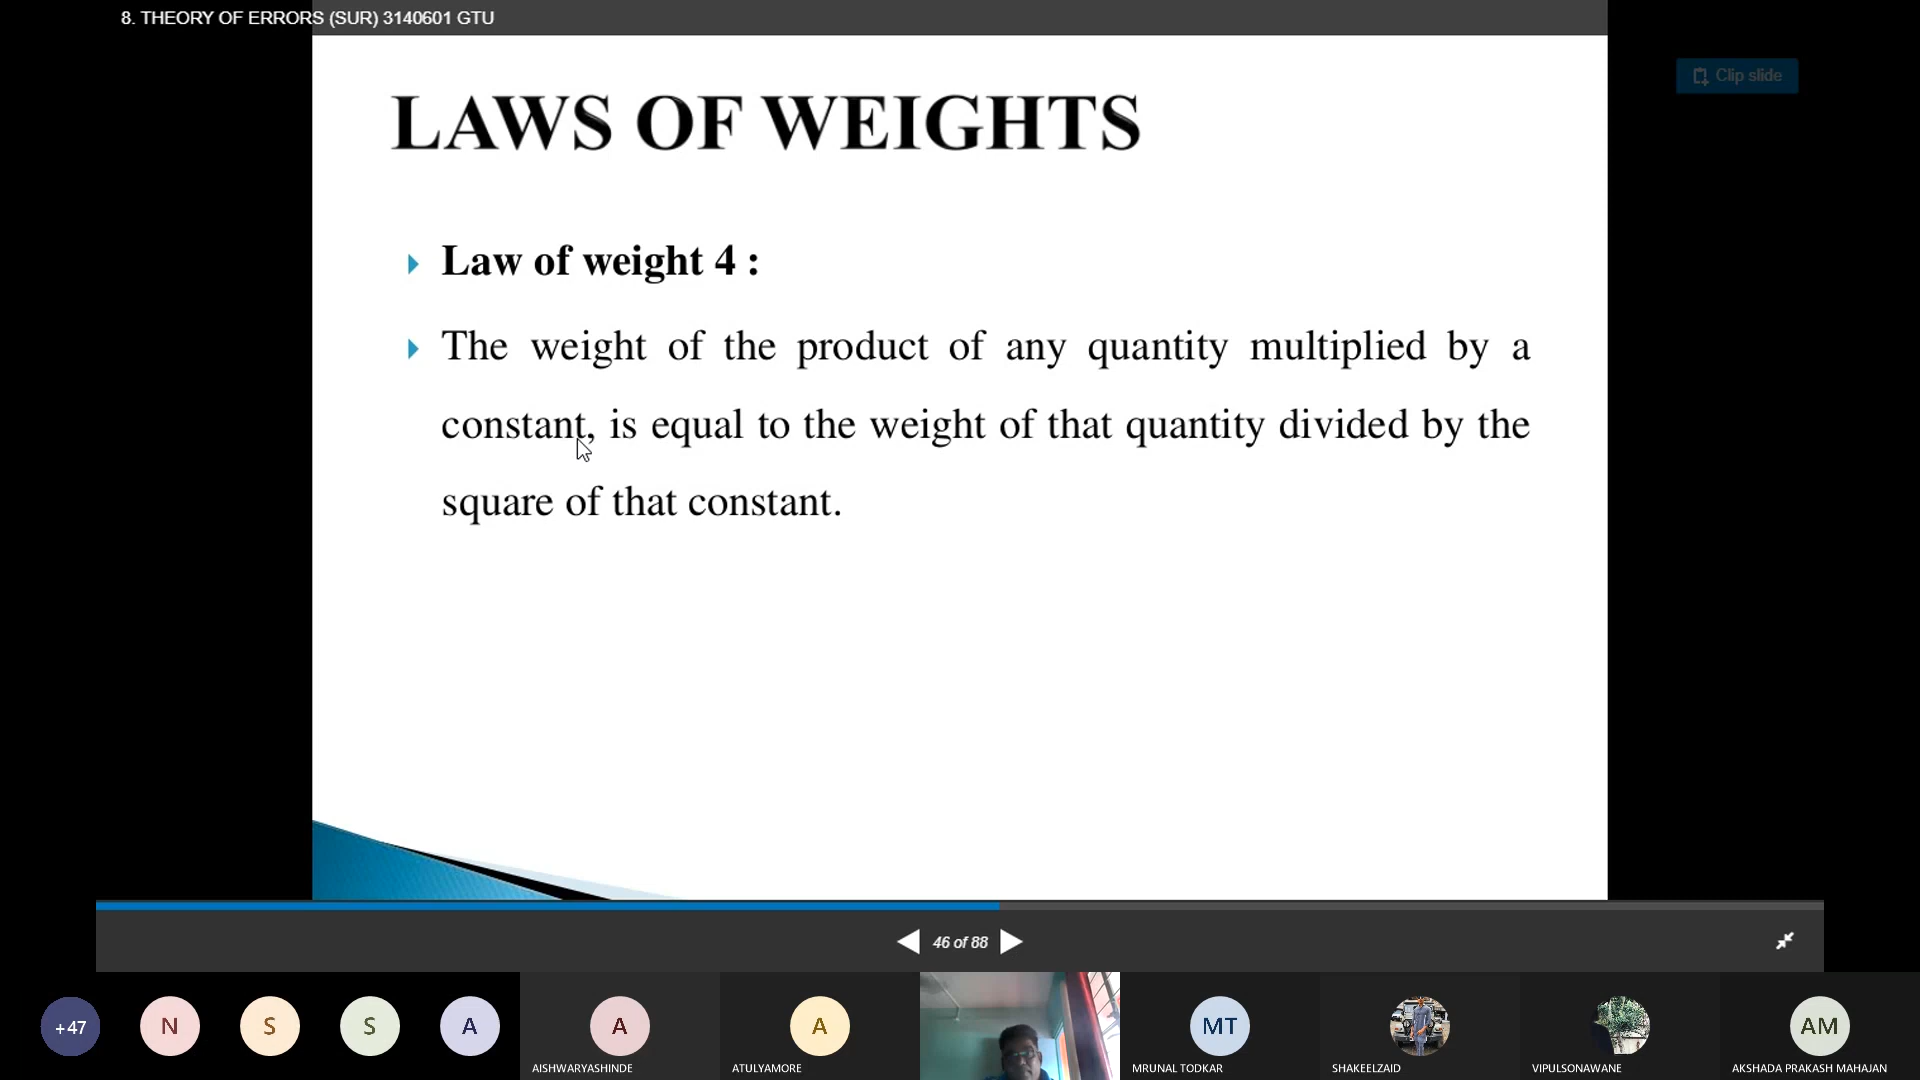 8. THEORY OF ERRORS (SUR) 3140601 GTU
Clip slide
LAWS OF WEIGHTS
Law of weight 4 :
The weight of the product of any quantity multiplied by a
constant, is equal to the weight of that quantity divided by the
square of that constant.
46 of 88
+47
N
S
S
A
A
A
MT
AM
AISHWARYASHINDE
ATULYAMORE
MRUNAL TODKAR
SHAKEELZAID
VIPULSONAWANE
AKSHADA PRAKASH MAHAJAN